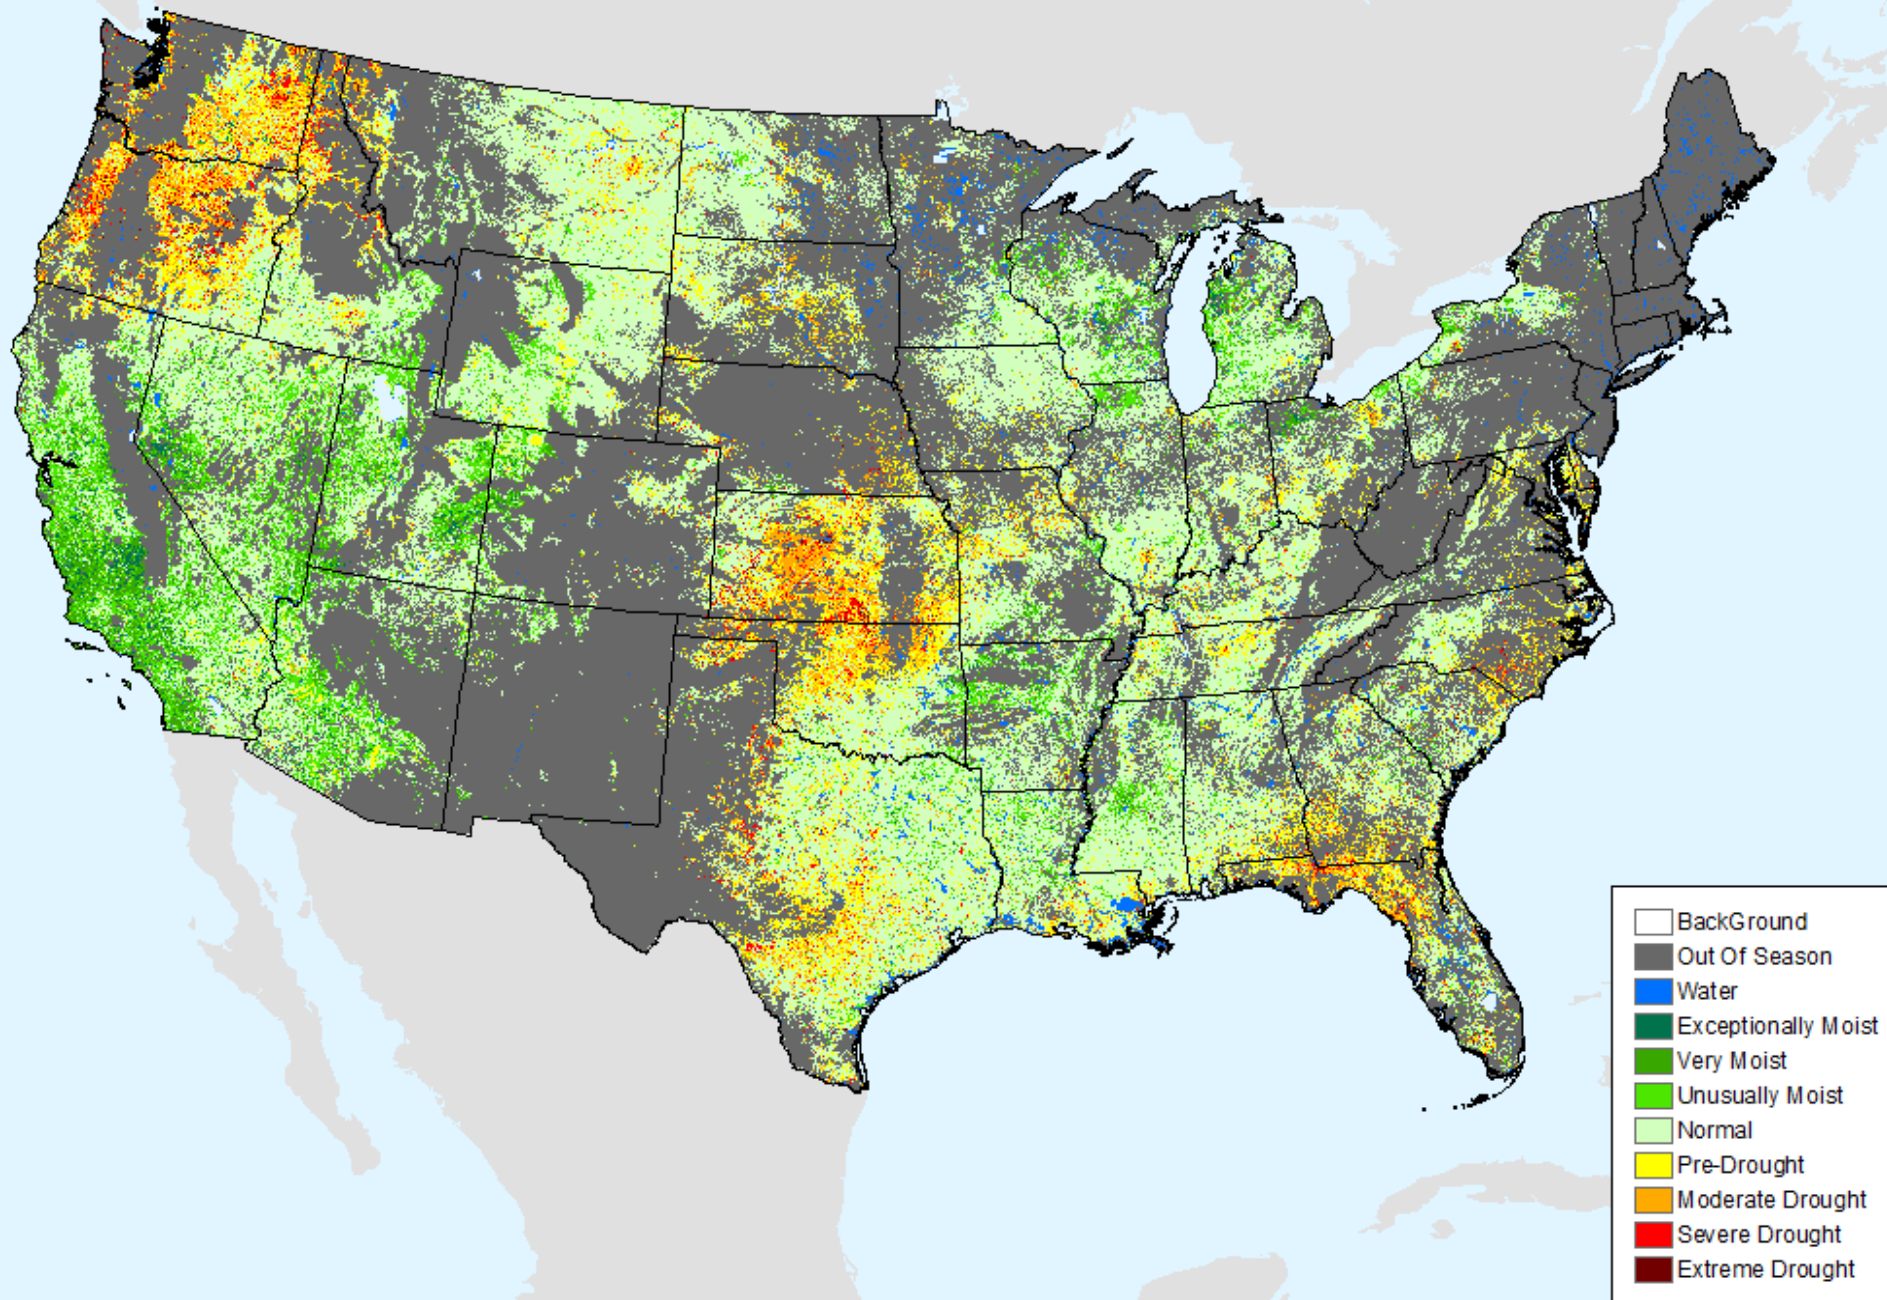 BackGround
Out Of Season
Water
Exceptionally Moist
Very Moist
Unusually Moist
Normal
Pre-Drought
Moderate Drought
Severe Drought
Extreme Drought